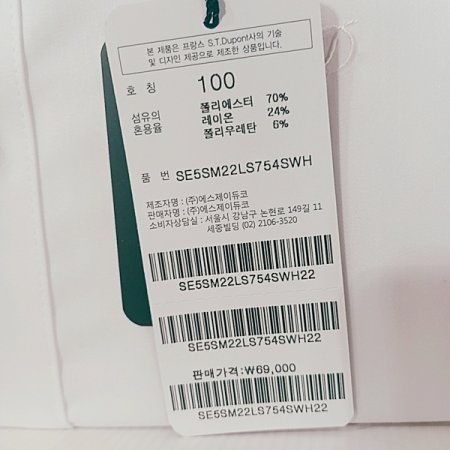 본 제품은 프랑스 S.T.Dupont사의 기술
및 디자인 제공으로 제조한 상품입니다.
호 칭 100
섬유의 혼용율 폴리에스터 70%
레이온 24%
폴리우레탄 6%
품 번 SE5SM22LS754SWH
제조자명 : (주)에스제이듀코
판매자명 : (주)에스제이듀코
소비자상담실 : 서울시 강남구 논현로 149길 11
세중빌딩 (02) 2106-3520
SE5SM22LS754SWH22
SE5SM22LS754SWH22
판매가격:₩69,000
SE5SM22LS754SWH22